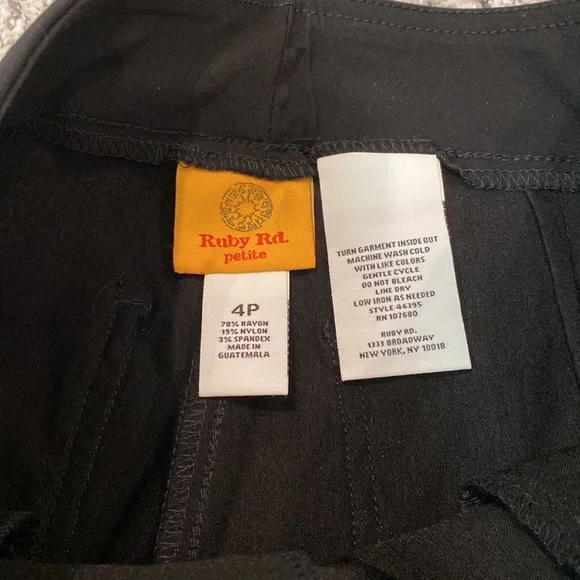 Ruby Rd.
petite
4P
78% RAYON
19% NYLON
3% SPANDEX
MADE IN
GUATEMALA
TURN GARMENT INSIDE OUT
MACHINE WASH COLD
WITH LIKE COLORS
GENTLE CYCLE
DO NOT BLEACH
LINE DRY
LOW IRON AS NEEDED
STYLE 46395
RN 107680
RUBY RD.
1333 BROADWAY
NEW YORK, NY 10018